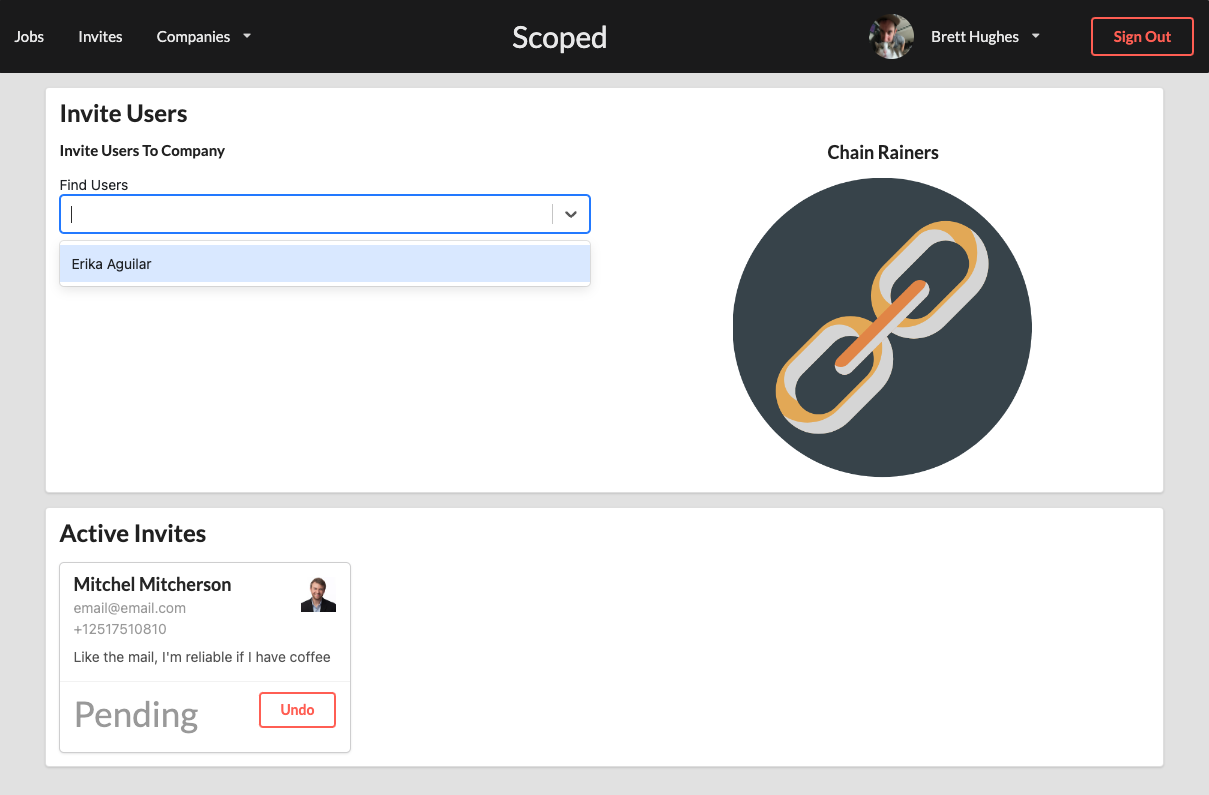 Jobs Invites Companies Scoped Brett Hughes Sign Out
Invite Users
Invite Users To Company
Chain Rainers
Find Users
Erika Aguilar
Active Invites
Mitchel Mitcherson
email@email.com
+12517510810
Like the mail, I'm reliable if I have coffee
Pending Undo